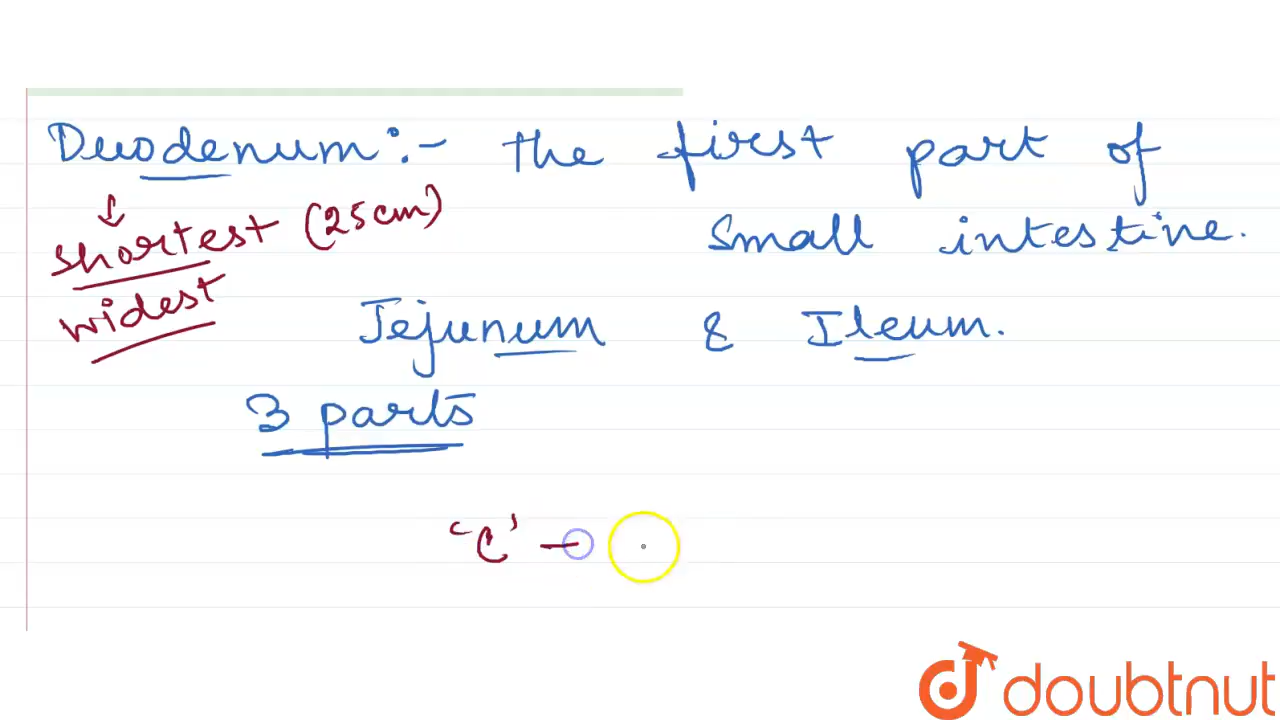 Duodenum :- the first part of
small intestine.
↓
shortest (25cm)
widest
Jejunum & Ileum.
3 parts
'C' —
doubtnut